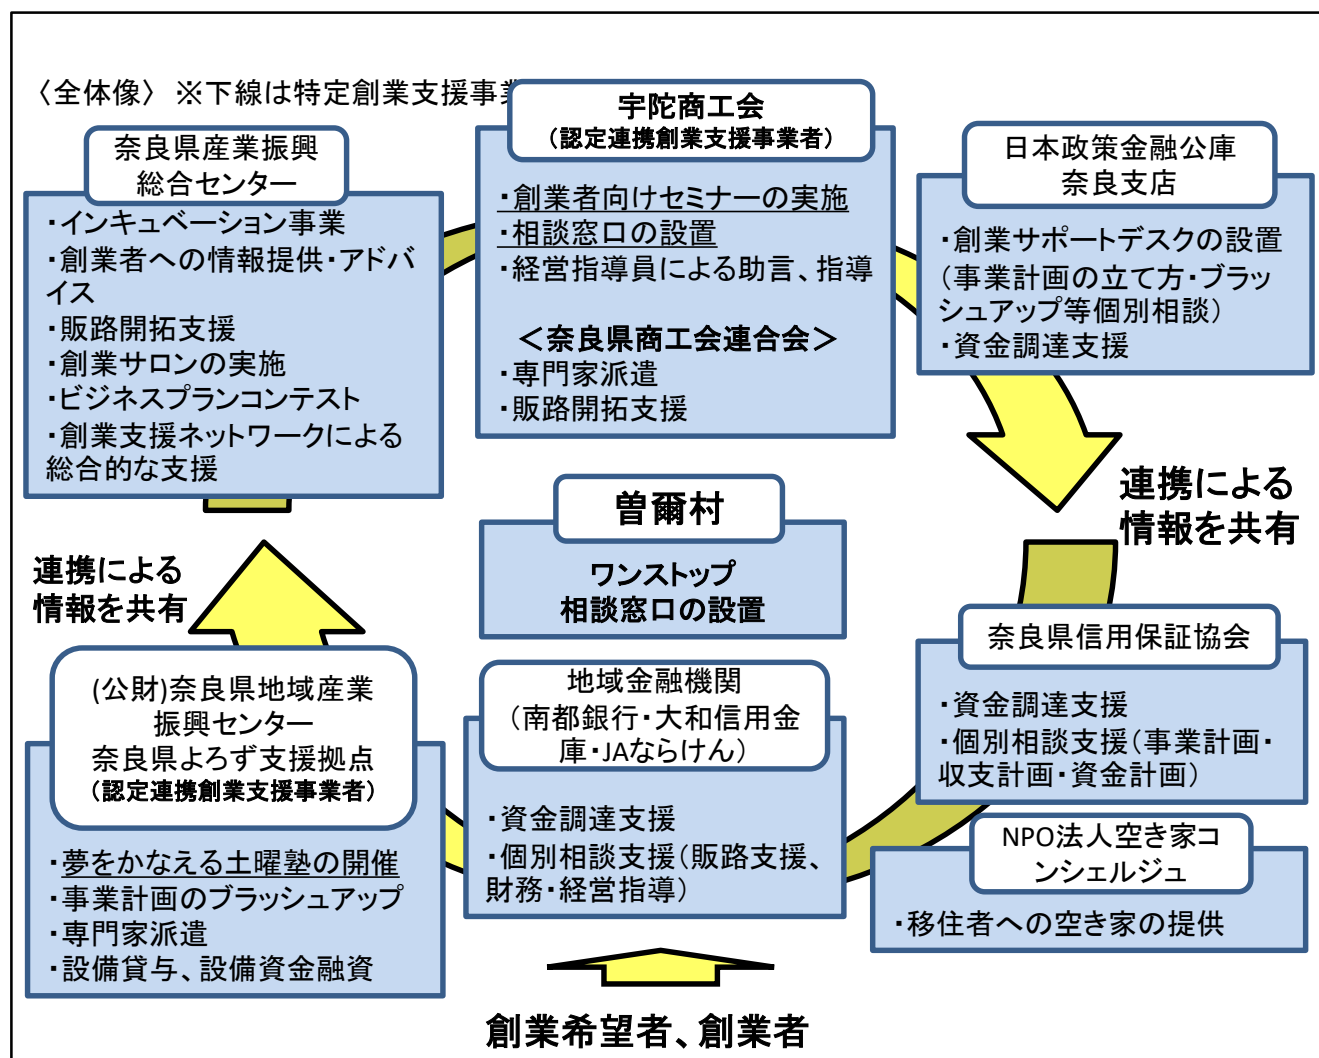 〈全体像〉 ※下線は特定創業支援事業
奈良県産業振興
総合センター
・インキュベーション事業
・創業者への情報提供・アドバ
イス
・販路開拓支援
・創業サロンの実施
・ビジネスプランコンテスト
・創業支援ネットワークによる
総合的な支援
宇陀商工会
（認定連携創業支援事業者）
・創業者向けセミナーの実施
・相談窓口の設置
・経営指導員による助言、指導
＜奈良県商工会連合会＞
・専門家派遣
・販路開拓支援
日本政策金融公庫
奈良支店
・創業サポートデスクの設置
（事業計画の立て方・ブラッ
シュアップ等個別相談）
・資金調達支援
連携による
情報を共有
曽爾村
ワンストップ
相談窓口の設置
連携による
情報を共有
(公財)奈良県地域産業
振興センター
奈良県よろず支援拠点
（認定連携創業支援事業者）
・夢をかなえる土曜塾の開催
・事業計画のブラッシュアップ
・専門家派遣
・設備貸与、設備資金融資
地域金融機関
（南都銀行・大和信用金
庫・JAならけん）
・資金調達支援
・個別相談支援（販路支援、
財務・経営指導）
奈良県信用保証協会
・資金調達支援
・個別相談支援（事業計画・
収支計画・資金計画）
NPO法人空き家コ
ンシェルジュ
・移住者への空き家の提供
創業希望者、創業者